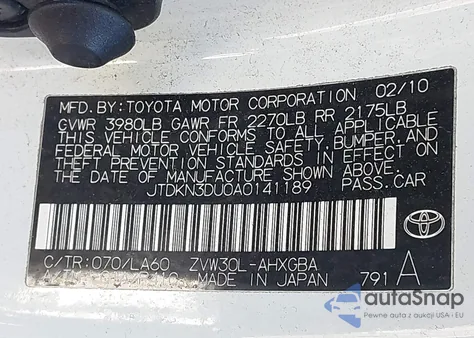 MFD.BY: TOYOTA MOTOR CORPORATION 02/10
GVWR 3980LB GAWR FR 2270LB RR 2175LB
THIS VEHICLE CONFORMS TO ALL APPLICABLE
FEDERAL MOTOR VEHICLE SAFETY, BUMPER, AND
THEFT PREVENTION STANDARDS IN EFFECT ON
THE DATE OF MANUFACTURE SHOWN ABOVE.
JTDKN3DU0A0141189 PASS.CAR
C/TR:070/LA60 ZVW30L-AHXGBA
MADE IN JAPAN 791 A
TOYOTA
autoSnap
Pewne auta z USA i EU